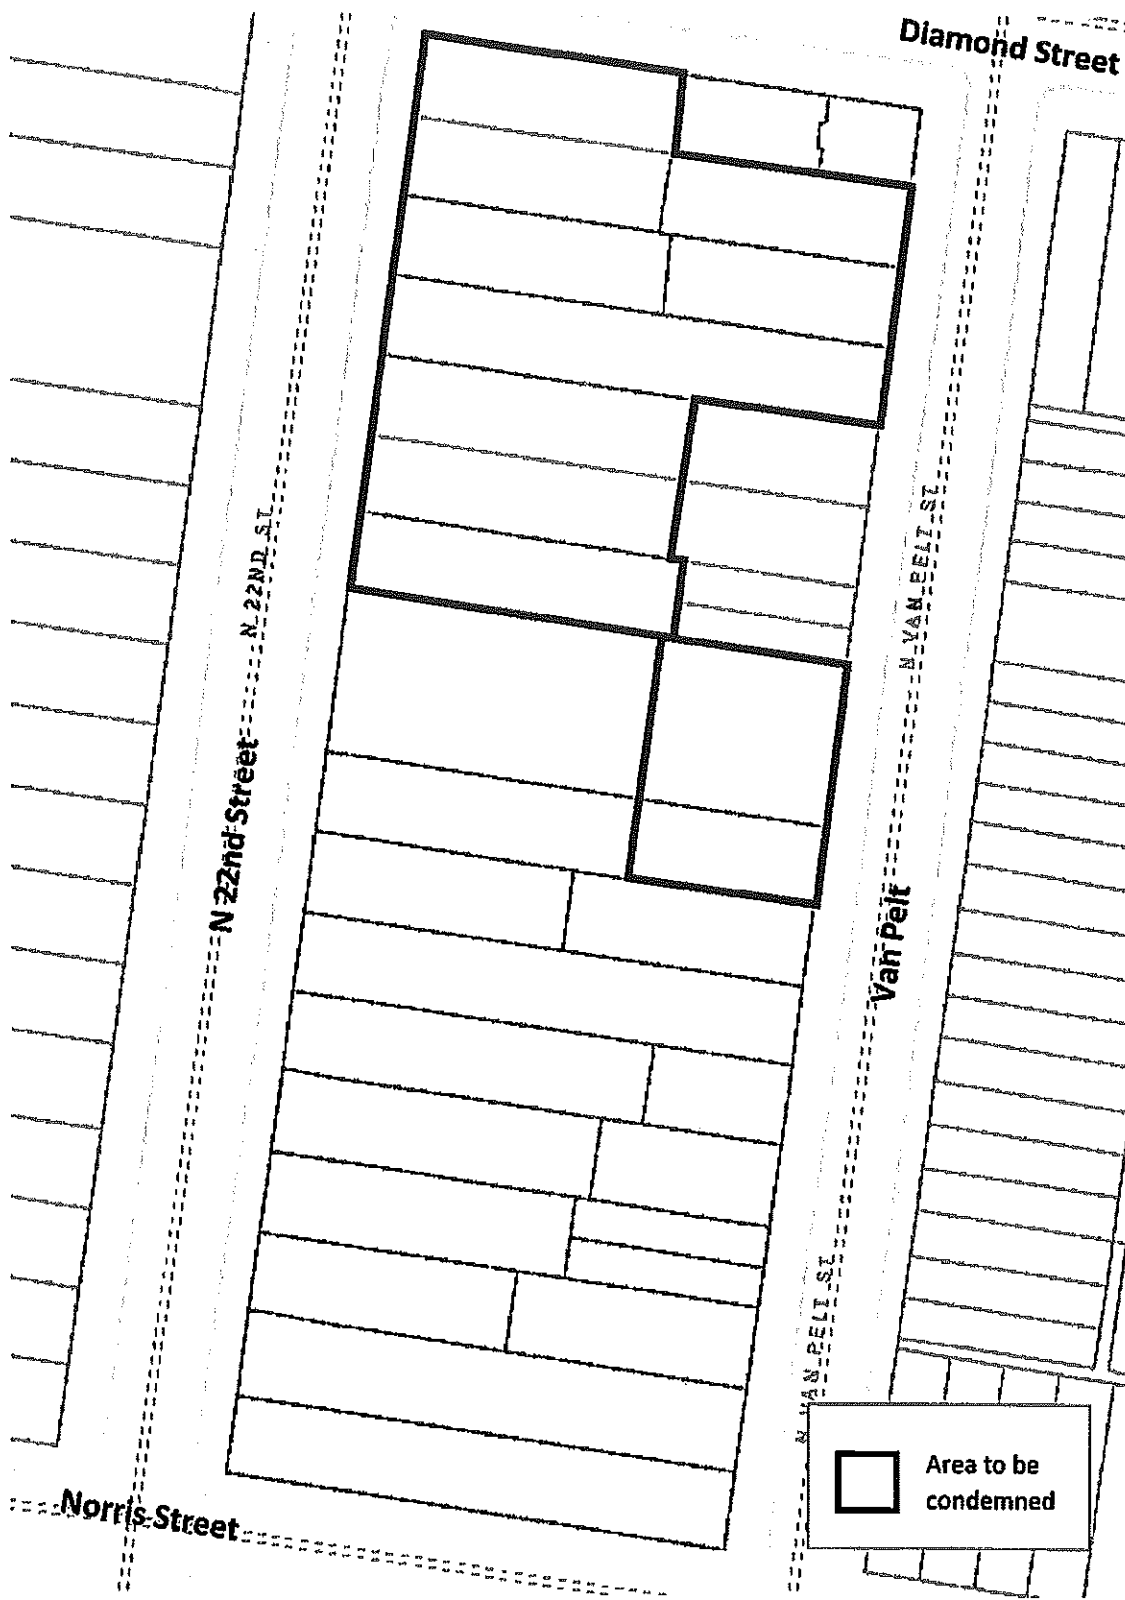 Diamond Street
N 22ND ST
N VAN PELT ST
N 22nd Street
Van Pelt
N VAN PELT ST
Area to be
condemned
Norris Street